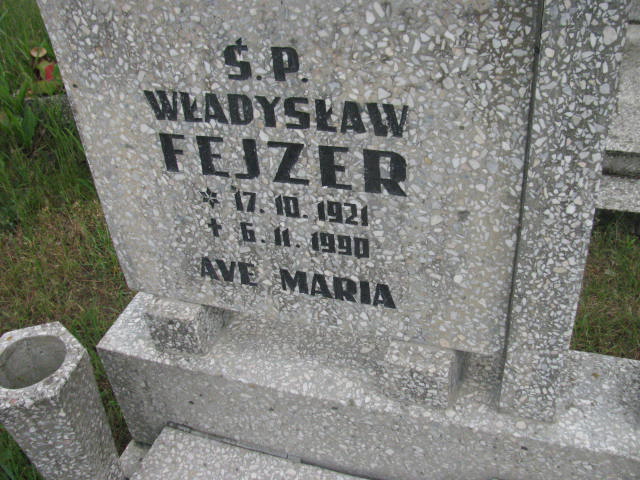 Ś.P.
WŁADYSŁAW
FEJZER
* 17. 10. 1921
+ 6. 11. 1990
AVE MARIA